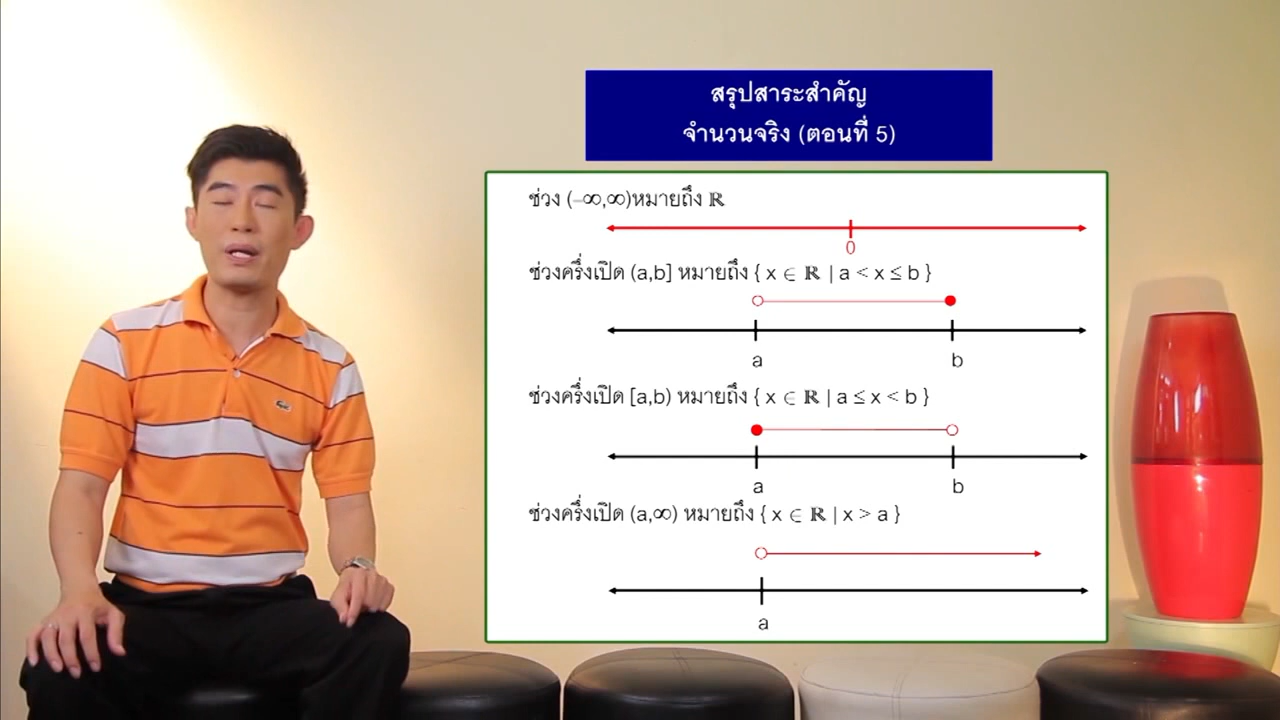 สรุปสาระสำคัญ
จำนวนจริง (ตอนที่ 5)
ช่วง (–∞,∞)หมายถึง ℝ
0
ช่วงครึ่งเปิด (a,b] หมายถึง { x ∈ ℝ | a < x ≤ b }
a b
ช่วงครึ่งเปิด [a,b) หมายถึง { x ∈ ℝ | a ≤ x < b }
a b
ช่วงครึ่งเปิด (a,∞) หมายถึง { x ∈ ℝ | x > a }
a